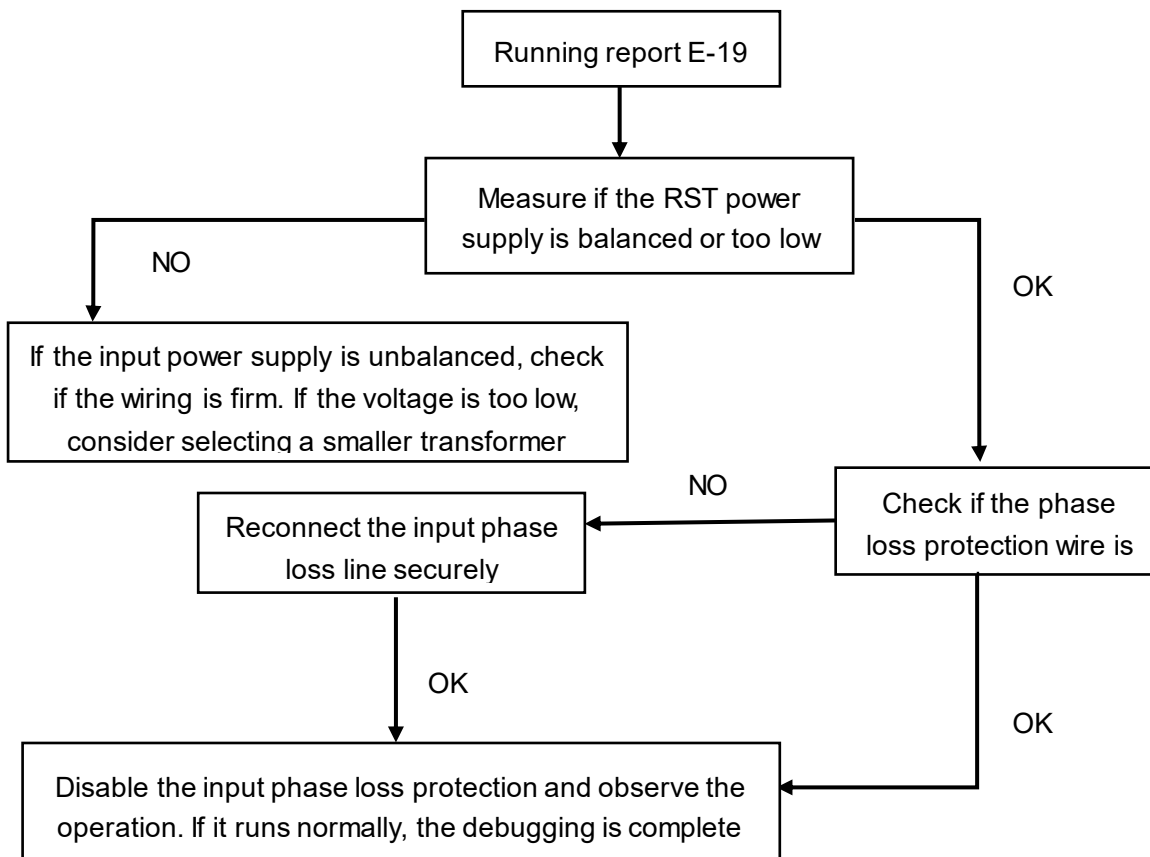 Running report E-19
Measure if the RST power
supply is balanced or too low
NO
OK
If the input power supply is unbalanced, check
if the wiring is firm. If the voltage is too low,
consider selecting a smaller transformer
NO
Check if the phase
loss protection wire is
Reconnect the input phase
loss line securely
OK
OK
Disable the input phase loss protection and observe the
operation. If it runs normally, the debugging is complete